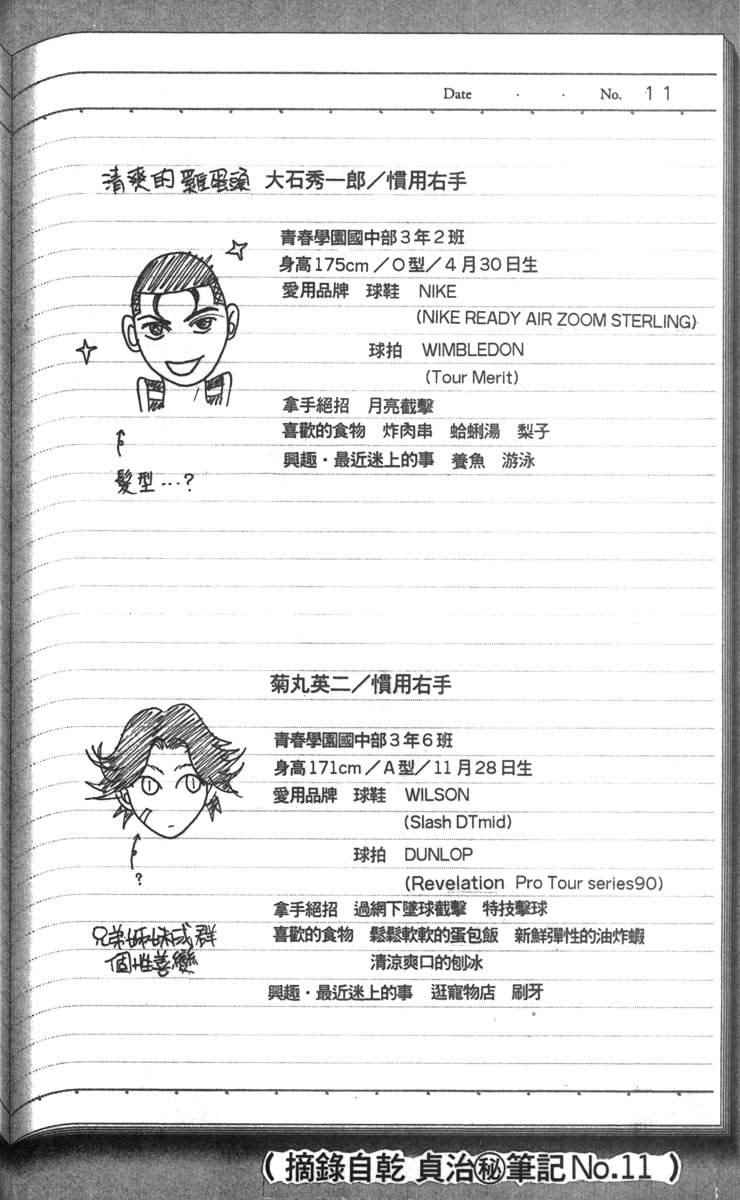 Date . . No. 11
清爽的雞蛋頭 大石秀一郎／慣用右手
青春學園國中部3年2班
身高175cm／O型／4月30日生
愛用品牌 球鞋 NIKE
(NIKE READY AIR ZOOM STERLING)
球拍 WIMBLEDON
(Tour Merit)
拿手絕招 月亮截擊
喜歡的食物 炸肉串 蛤蜊湯 梨子
興趣・最近迷上的事 養魚 游泳
髮型…?
菊丸英二／慣用右手
青春學園國中部3年6班
身高171cm／A型／11月28日生
愛用品牌 球鞋 WILSON
(Slash DTmid)
球拍 DUNLOP
(Revelation Pro Tour series90)
?
拿手絕招 過網下墜球截擊 特技擊球
喜歡的食物 鬆鬆軟軟的蛋包飯 新鮮彈性的油炸蝦
清涼爽口的刨冰
興趣・最近迷上的事 逛寵物店 刷牙
兄弟姊妹成群
個性善變
(摘錄自乾 貞治㊙筆記No.11)